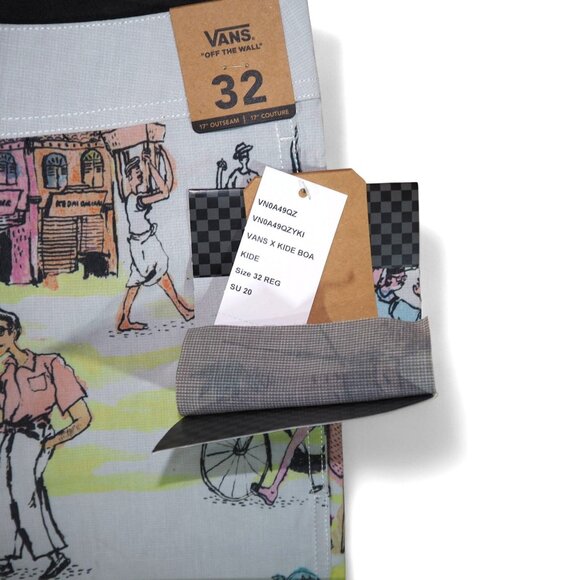 VANS
"OFF THE WALL"
32
17" OUTSEAM | 17" COUTURE
VN0A49QZ
VN0A49QZYKI
VANS X KIDE BOA
KIDE
Size 32 REG
SU 20